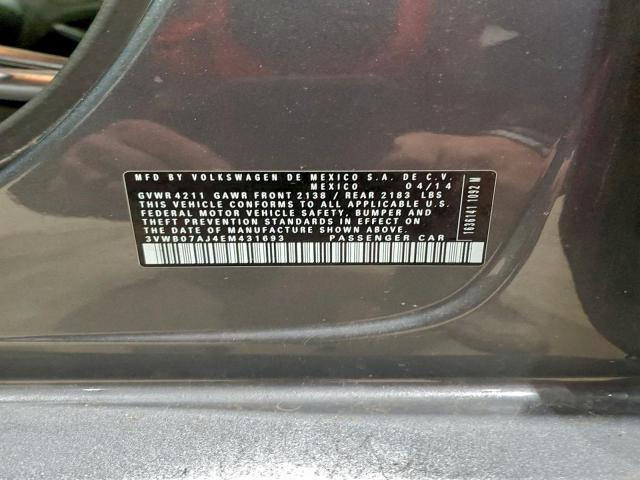 MFD BY VOLKSWAGEN DE MEXICO S.A. DE C.V.
MEXICO 04/14
GVWR 4211 GAWR FRONT 2138 / REAR 2183 LBS
THIS VEHICLE CONFORMS TO ALL APPLICABLE U.S.
FEDERAL MOTOR VEHICLE SAFETY, BUMPER AND
THEFT PREVENTION STANDARDS IN EFFECT ON
THE DATE OF MANUFACTURE SHOWN ABOVE.
3VWB07AJ4EM431693 PASSENGER CAR
1636141 1092 M